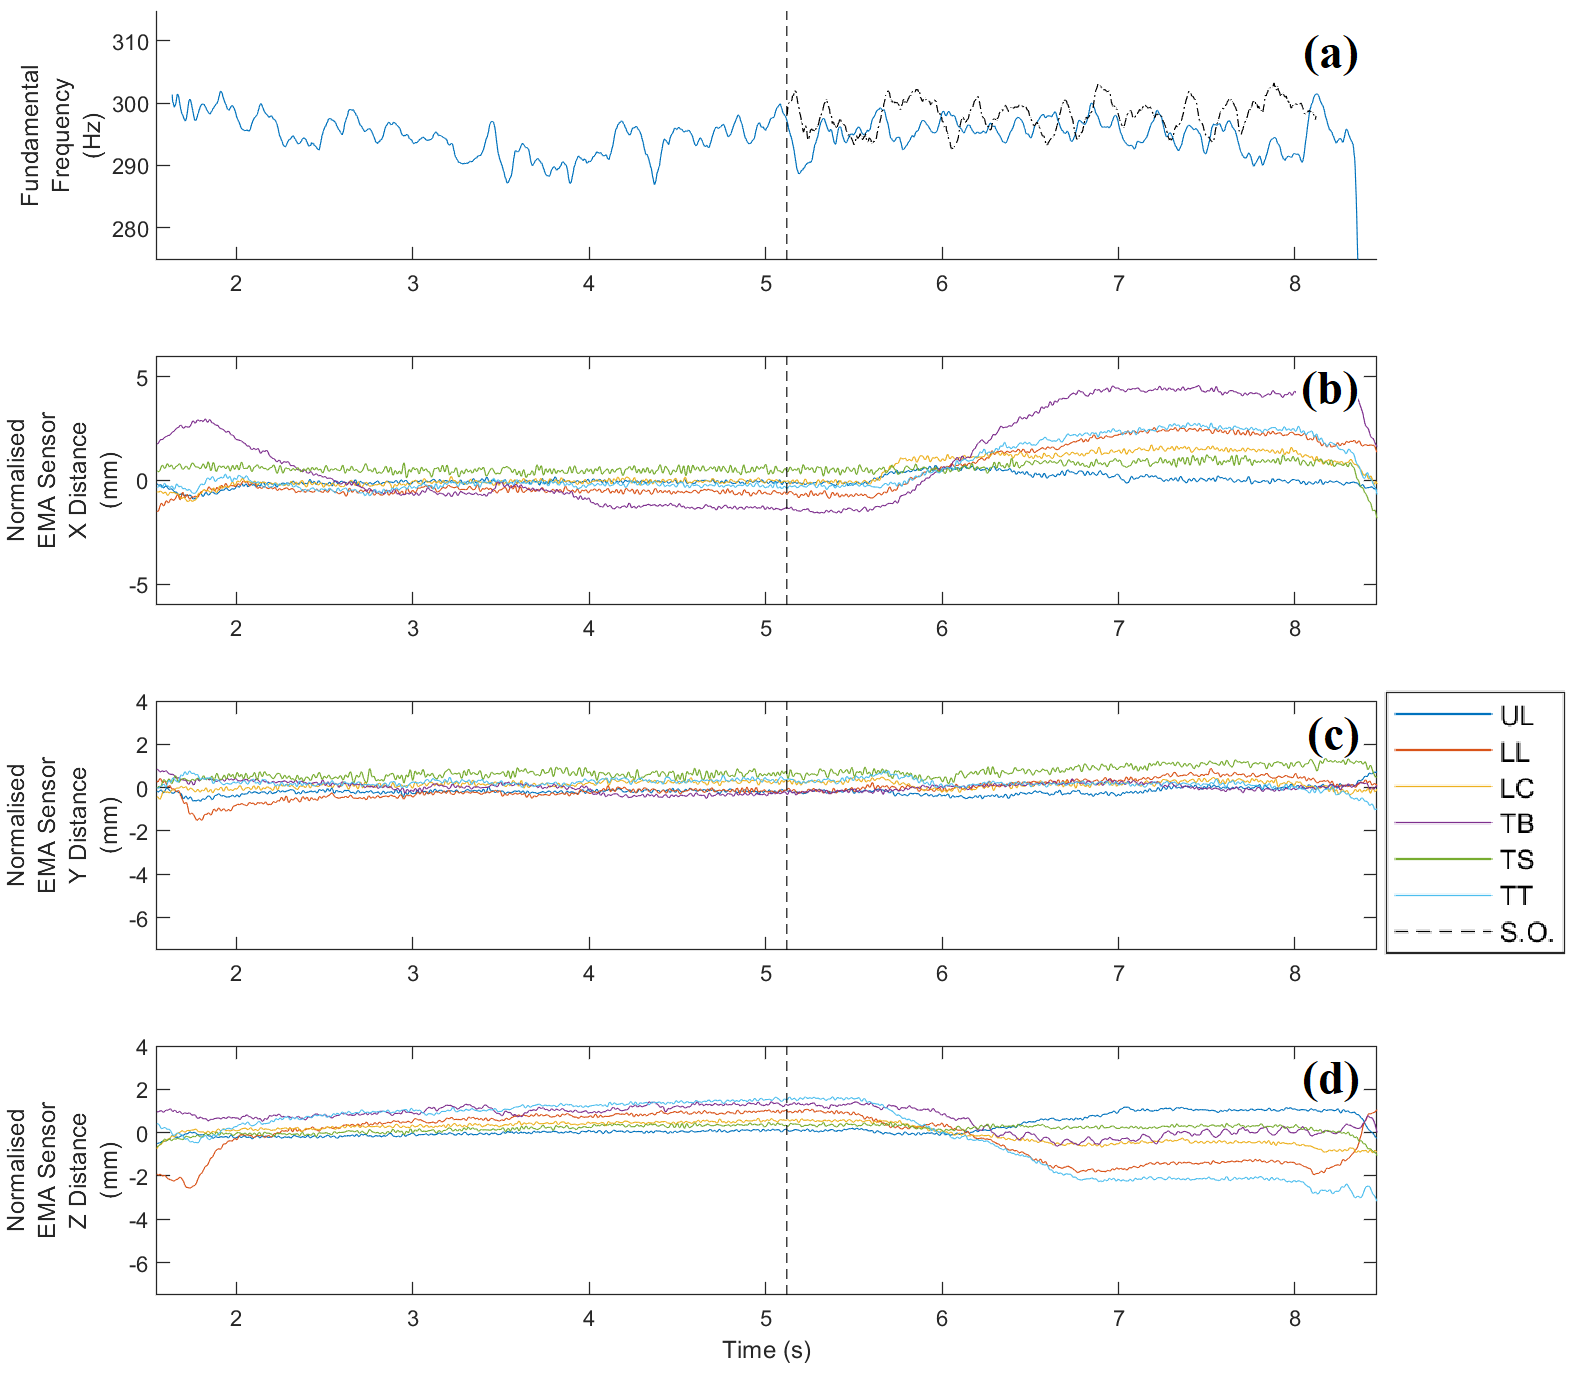 (a)
Fundamental
Frequency
(Hz)
310
300
290
280
2 3 4 5 6 7 8
(b)
Normalised
EMA Sensor
X Distance
(mm)
5
0
-5
2 3 4 5 6 7 8
(c)
Normalised
EMA Sensor
Y Distance
(mm)
4
2
0
-2
-4
-6
2 3 4 5 6 7 8
UL
LL
LC
TB
TS
TT
S.O.
(d)
Normalised
EMA Sensor
Z Distance
(mm)
4
2
0
-2
-4
-6
2 3 4 5 6 7 8
Time (s)